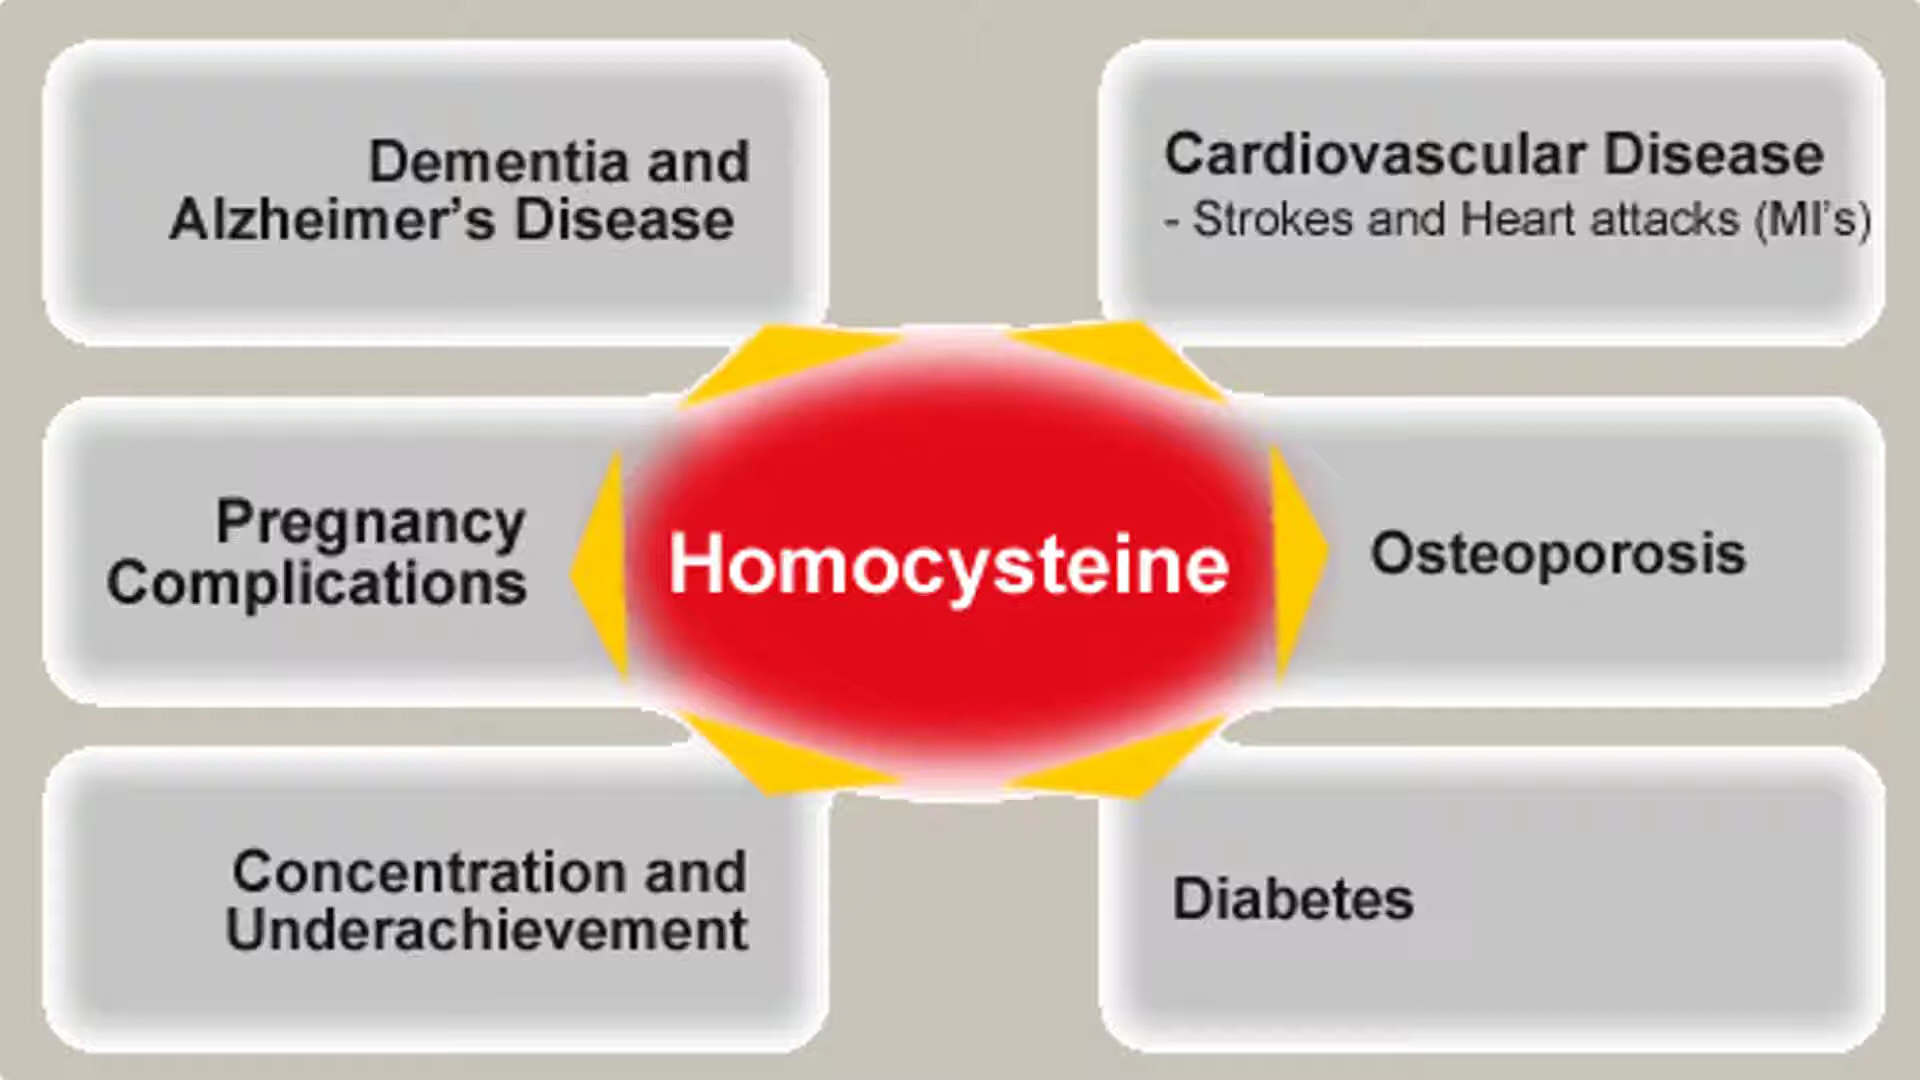 Dementia and
Alzheimer's Disease
Cardiovascular Disease
- Strokes and Heart attacks (MI's)
Pregnancy
Complications
Homocysteine
Osteoporosis
Concentration and
Underachievement
Diabetes